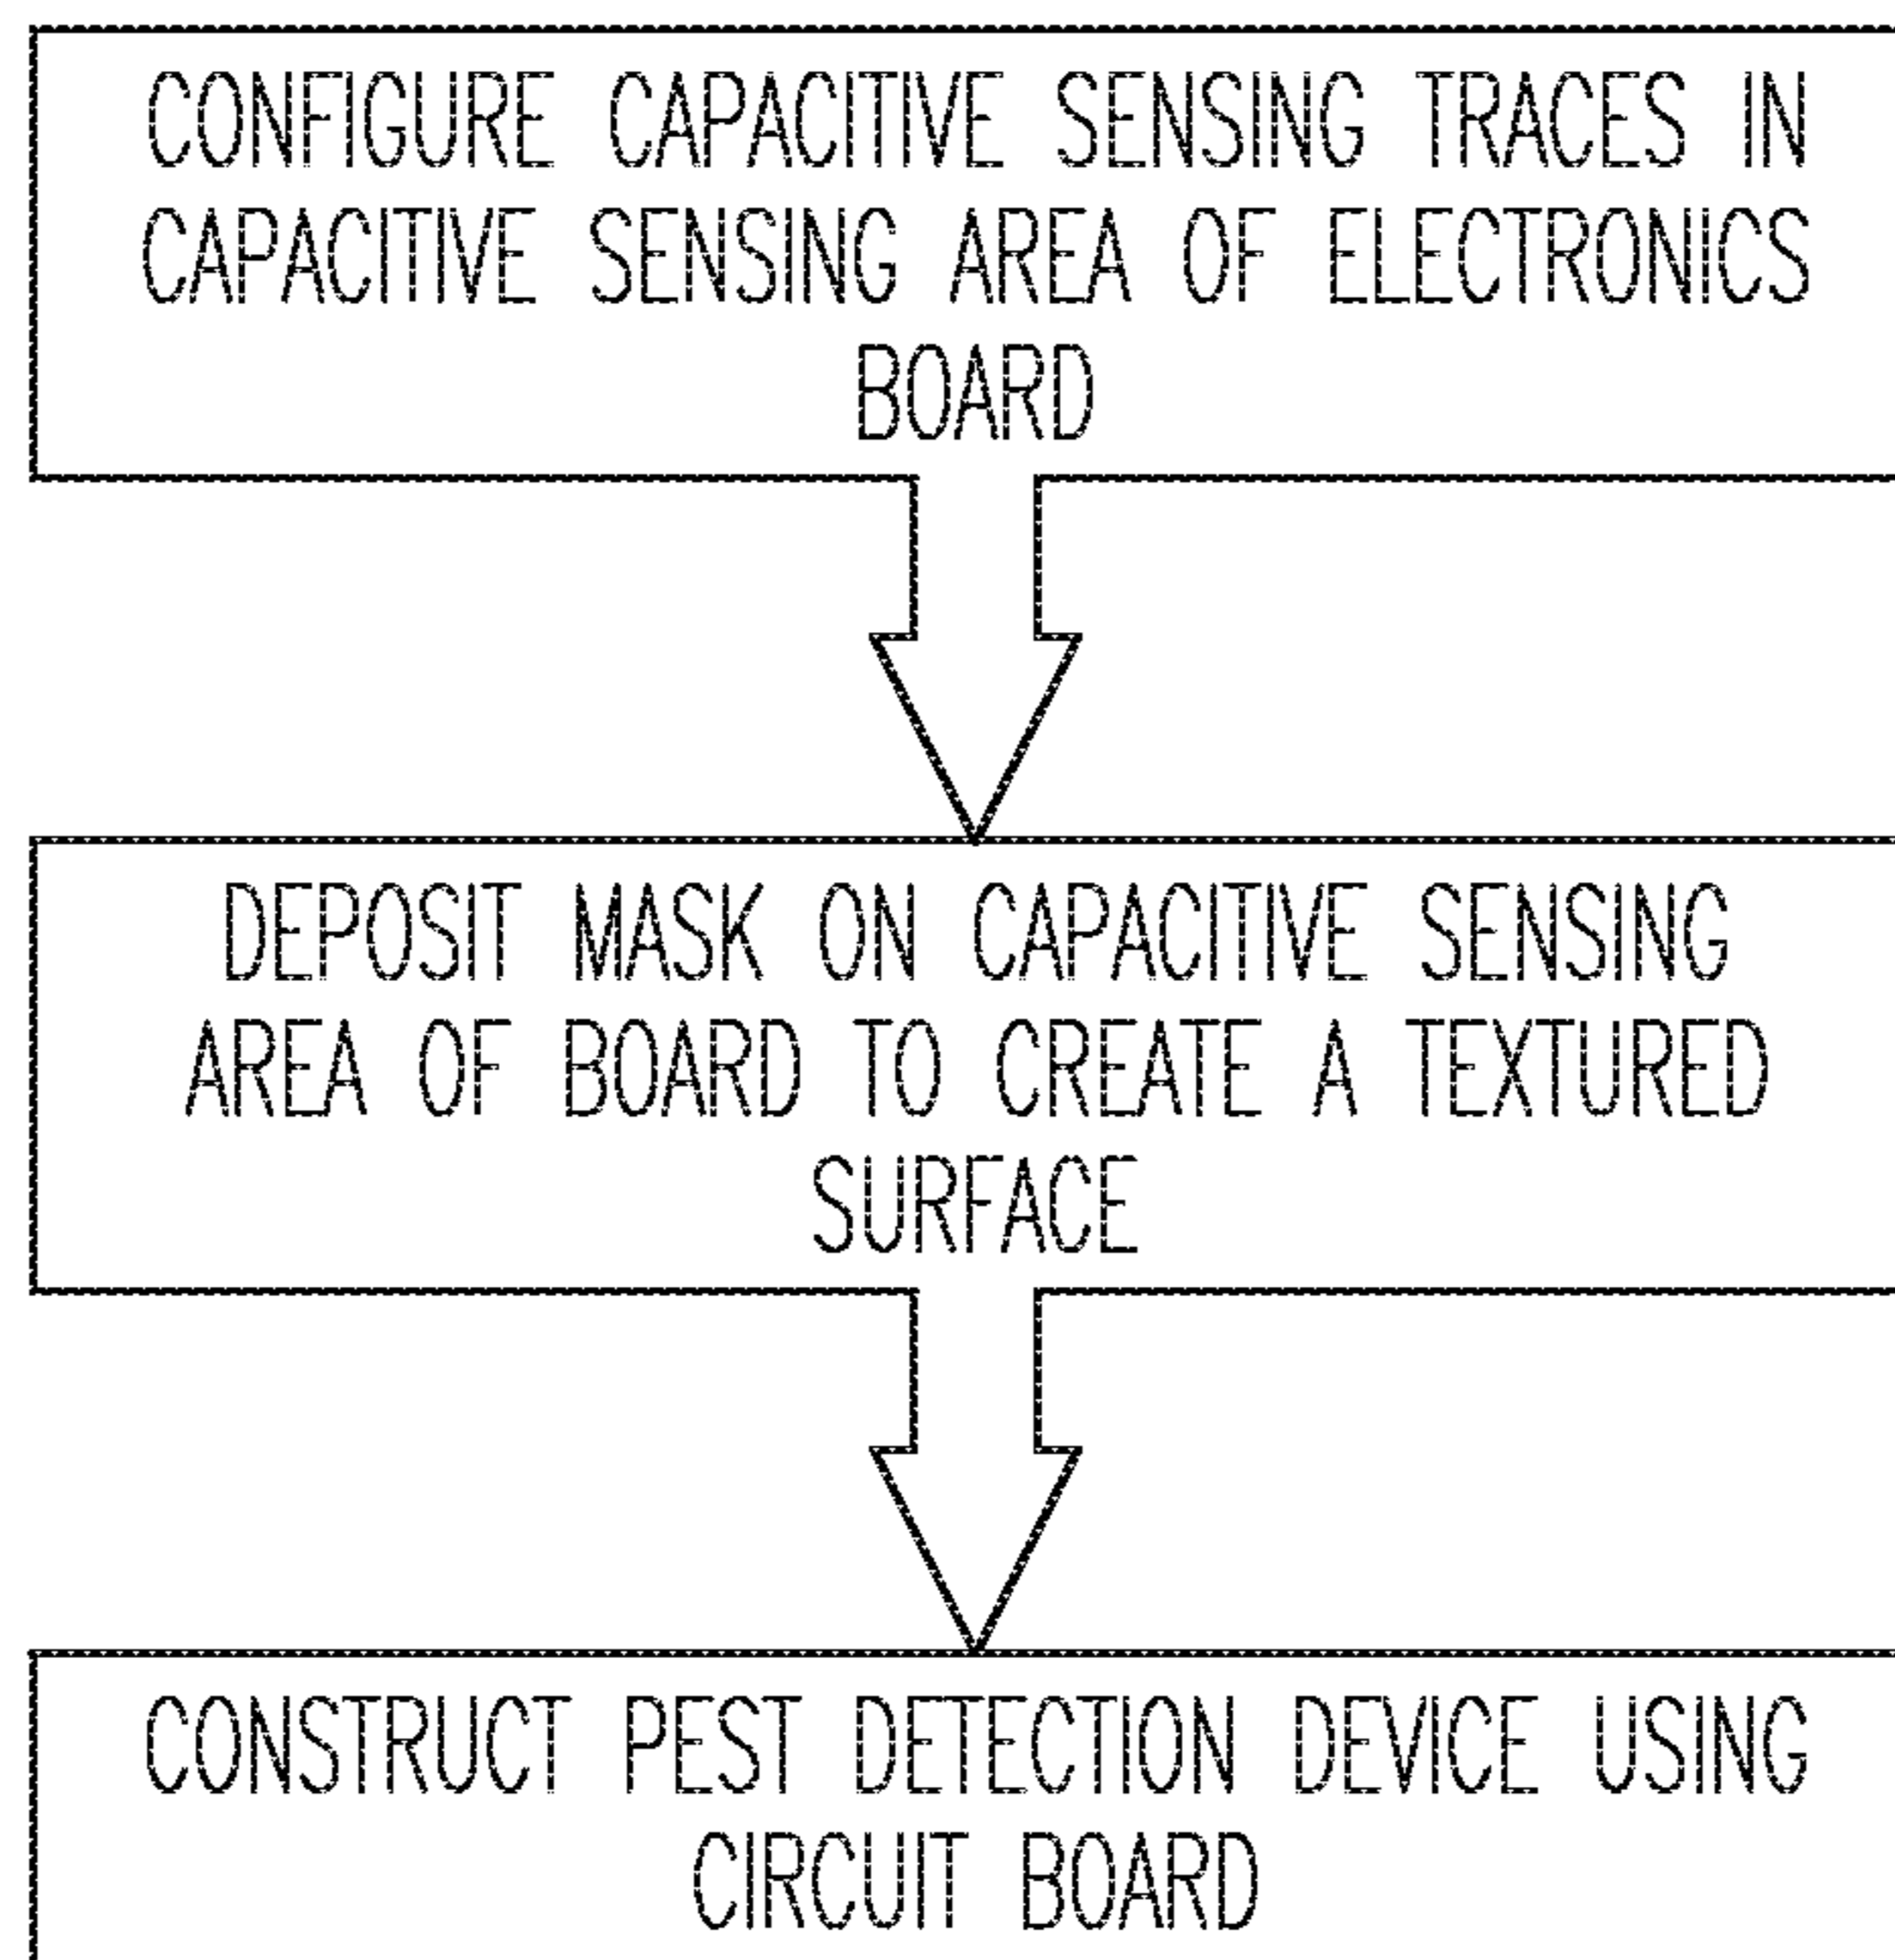 CONFIGURE CAPACITIVE SENSING TRACES IN
CAPACITIVE SENSING AREA OF ELECTRONICS
BOARD
DEPOSIT MASK ON CAPACITIVE SENSING
AREA OF BOARD TO CREATE A TEXTURED
SURFACE
CONSTRUCT PEST DETECTION DEVICE USING
CIRCUIT BOARD